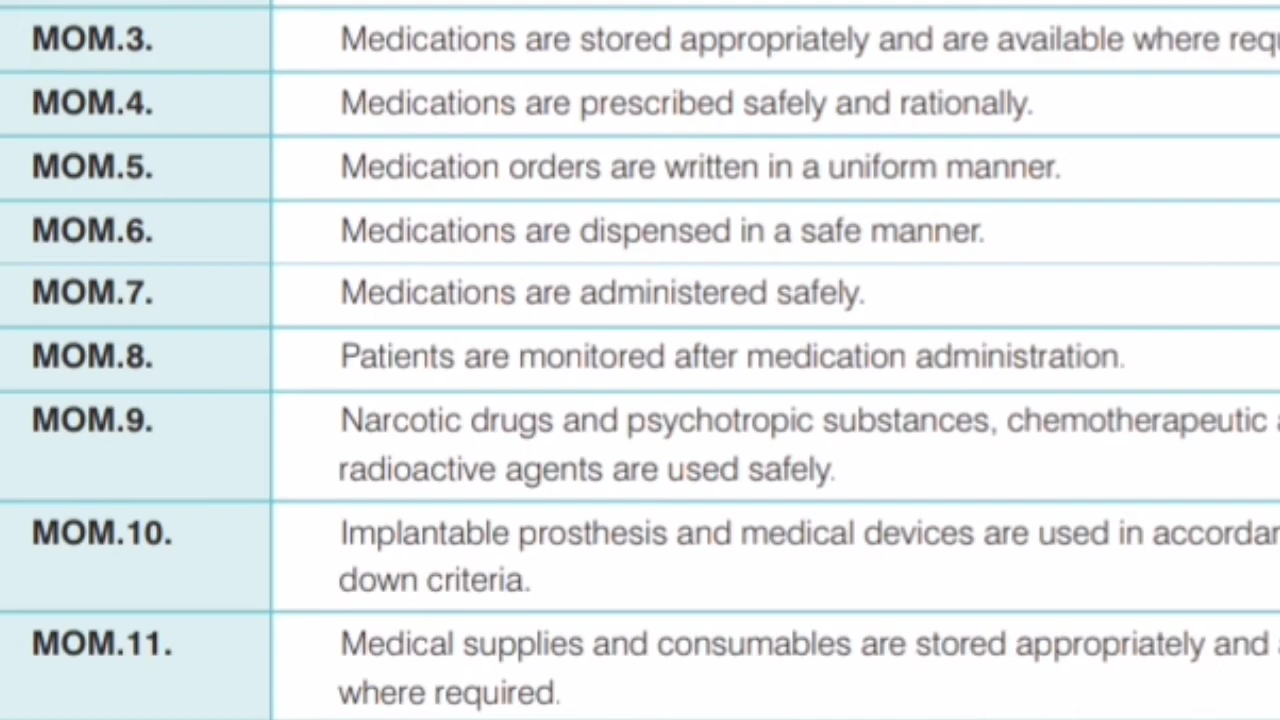 MOM.3. Medications are stored appropriately and are available where
MOM.4. Medications are prescribed safely and rationally.
MOM.5. Medication orders are written in a uniform manner.
MOM.6. Medications are dispensed in a safe manner.
MOM.7. Medications are administered safely.
MOM.8. Patients are monitored after medication administration.
MOM.9. Narcotic drugs and psychotropic substances, chemotherapeutic
radioactive agents are used safely.
MOM.10. Implantable prosthesis and medical devices are used in
down criteria.
MOM.11. Medical supplies and consumables are stored appropriately and
where required.